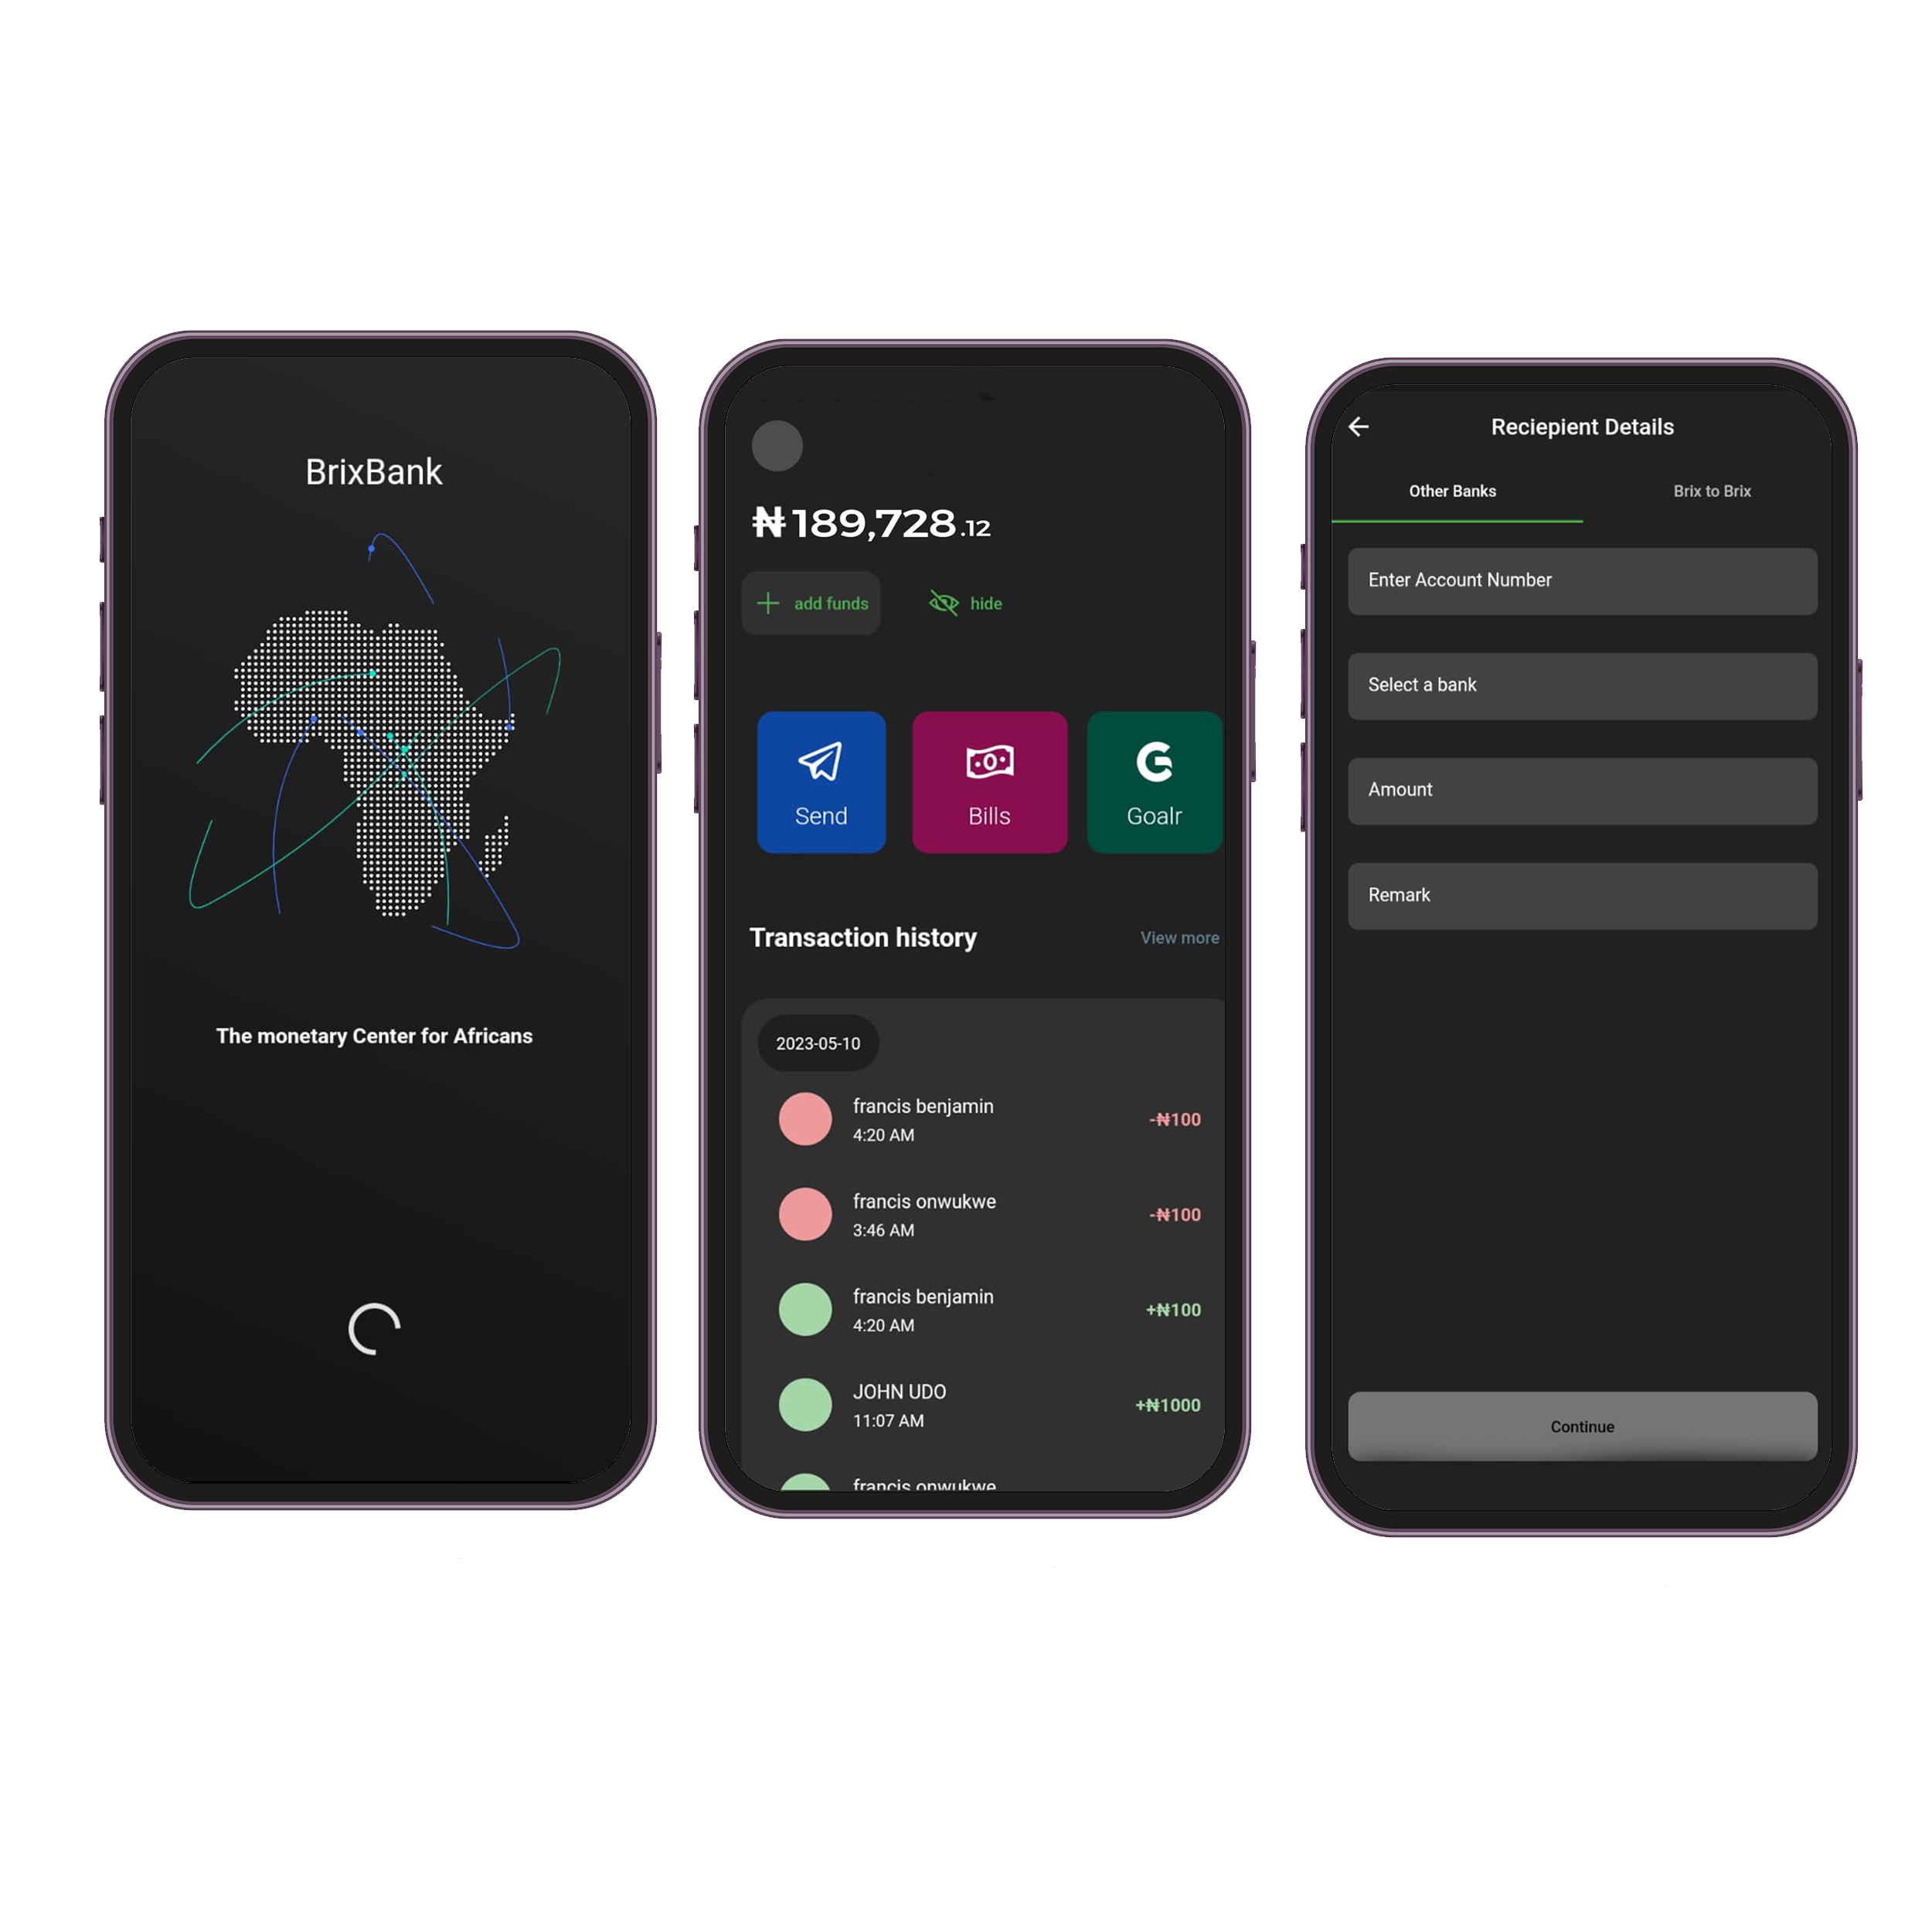 BrixBank
The monetary Center for Africans
₦189,728.12
add funds
hide
Send
Bills
Goalr
Transaction history
View more
2023-05-10
francis benjamin
-₦100
4:20 AM
francis onwukwe
-₦100
3:46 AM
francis benjamin
+₦100
4:20 AM
JOHN UDO
+₦1000
11:07 AM
francis onwukwe
Reciepient Details
Other Banks
Brix to Brix
Enter Account Number
Select a bank
Amount
Remark
Continue